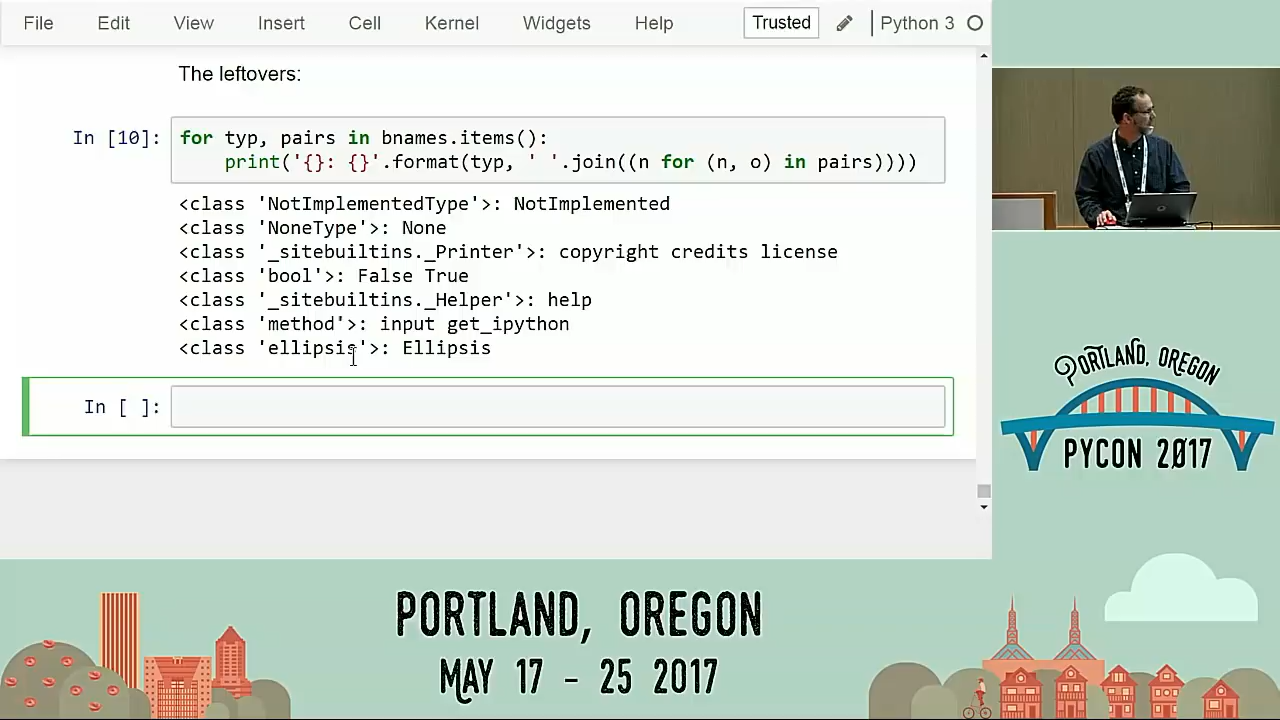 File Edit View Insert Cell Kernel Widgets Help Trusted Python 3
The leftovers:
In [10]: for typ, pairs in bnames.items():
print('{}: {}'.format(typ, ' '.join((n for (n, o) in pairs))))
<class 'NotImplementedType'>: NotImplemented
<class 'NoneType'>: None
<class '_sitebuiltins._Printer'>: copyright credits license
<class 'bool'>: False True
<class '_sitebuiltins._Helper'>: help
<class 'method'>: input get_ipython
<class 'ellipsis'>: Ellipsis
In [ ]:
PORTLAND, OREGON
PYCON 2017
PORTLAND, OREGON
MAY 17 - 25 2017